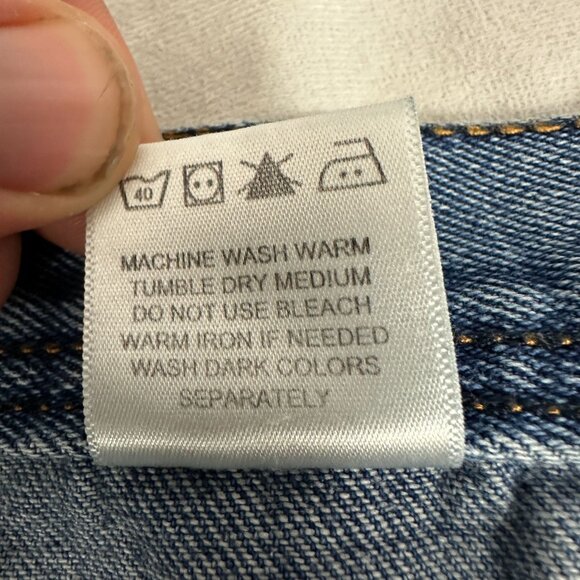 40
MACHINE WASH WARM
TUMBLE DRY MEDIUM
DO NOT USE BLEACH
WARM IRON IF NEEDED
WASH DARK COLORS
SEPARATELY